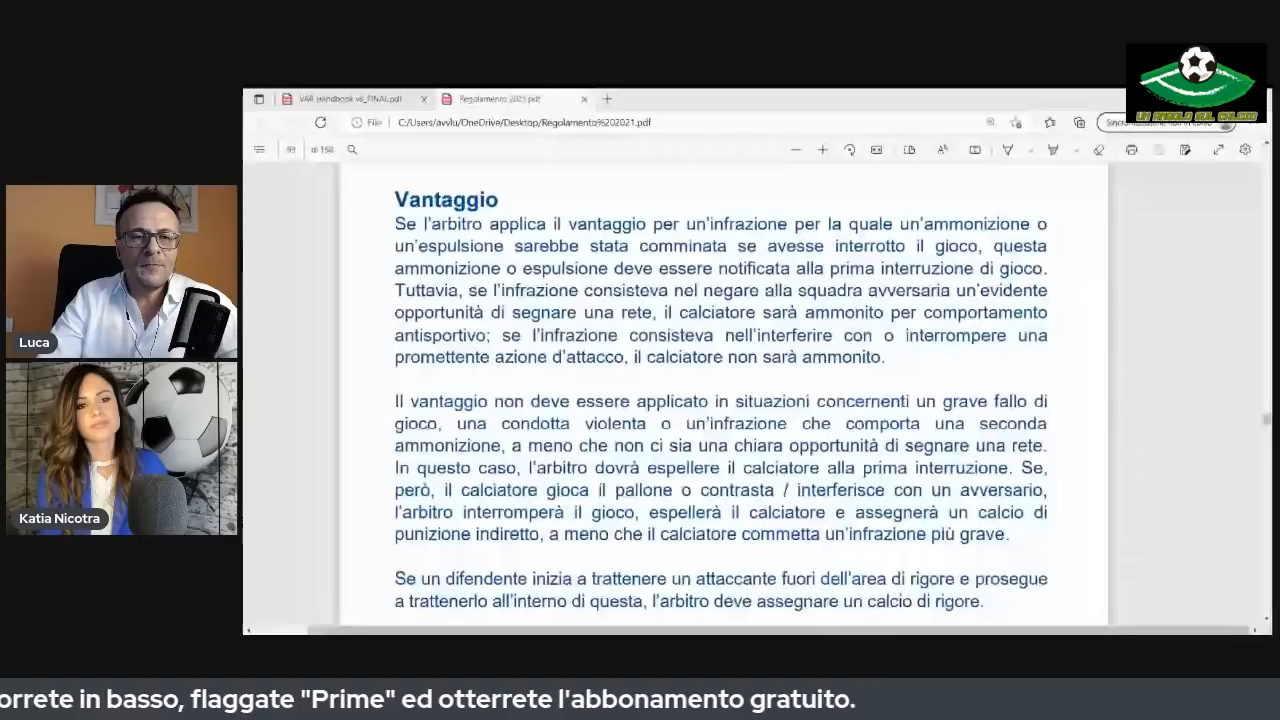 VAR Handbook v8_FINAL.pdf
Regolamento 2021.pdf
UN ANGOLO SUL CALCIO
File
C:/Users/avvlu/OneDrive/Desktop/Regolamento%202021.pdf
93 di 158
Vantaggio
Se l'arbitro applica il vantaggio per un'infrazione per la quale un'ammonizione o
un'espulsione sarebbe stata comminata se avesse interrotto il gioco, questa
ammonizione o espulsione deve essere notificata alla prima interruzione di gioco.
Tuttavia, se l'infrazione consisteva nel negare alla squadra avversaria un'evidente
opportunità di segnare una rete, il calciatore sarà ammonito per comportamento
antisportivo; se l'infrazione consisteva nell'interferire con o interrompere una
promettente azione d'attacco, il calciatore non sarà ammonito.
Il vantaggio non deve essere applicato in situazioni concernenti un grave fallo di
gioco, una condotta violenta o un'infrazione che comporta una seconda
ammonizione, a meno che non ci sia una chiara opportunità di segnare una rete.
In questo caso, l'arbitro dovrà espellere il calciatore alla prima interruzione. Se,
però, il calciatore gioca il pallone o contrasta / interferisce con un avversario,
l'arbitro interromperà il gioco, espellerà il calciatore e assegnerà un calcio di
punizione indiretto, a meno che il calciatore commetta un'infrazione più grave.
Se un difendente inizia a trattenere un attaccante fuori dell'area di rigore e prosegue
a trattenerlo all'interno di questa, l'arbitro deve assegnare un calcio di rigore.
Luca
Katia Nicotra
orrete in basso, flaggate "Prime" ed otterrete l'abbonamento gratuito.